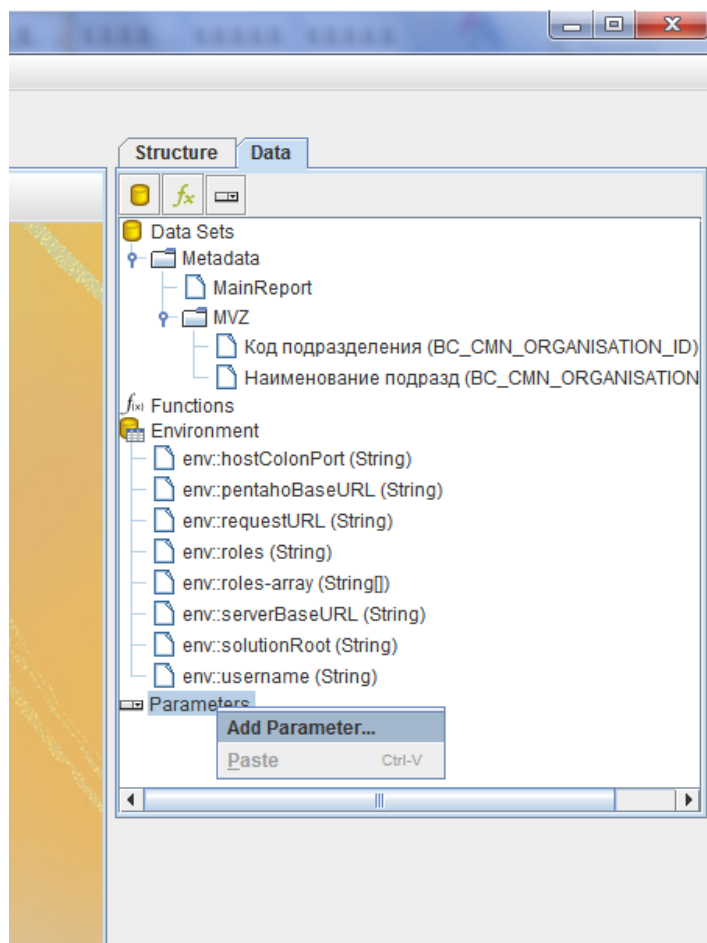 Structure Data
Data Sets
Metadata
MainReport
MVZ
Код подразделения (BC_CMN_ORGANISATION_ID)
Наименование подразд (BC_CMN_ORGANISATION
Functions
Environment
env::hostColonPort (String)
env::pentahoBaseURL (String)
env::requestURL (String)
env::roles (String)
env::roles-array (String[])
env::serverBaseURL (String)
env::solutionRoot (String)
env::username (String)
Parameters
Add Parameter...
Paste Ctrl-V